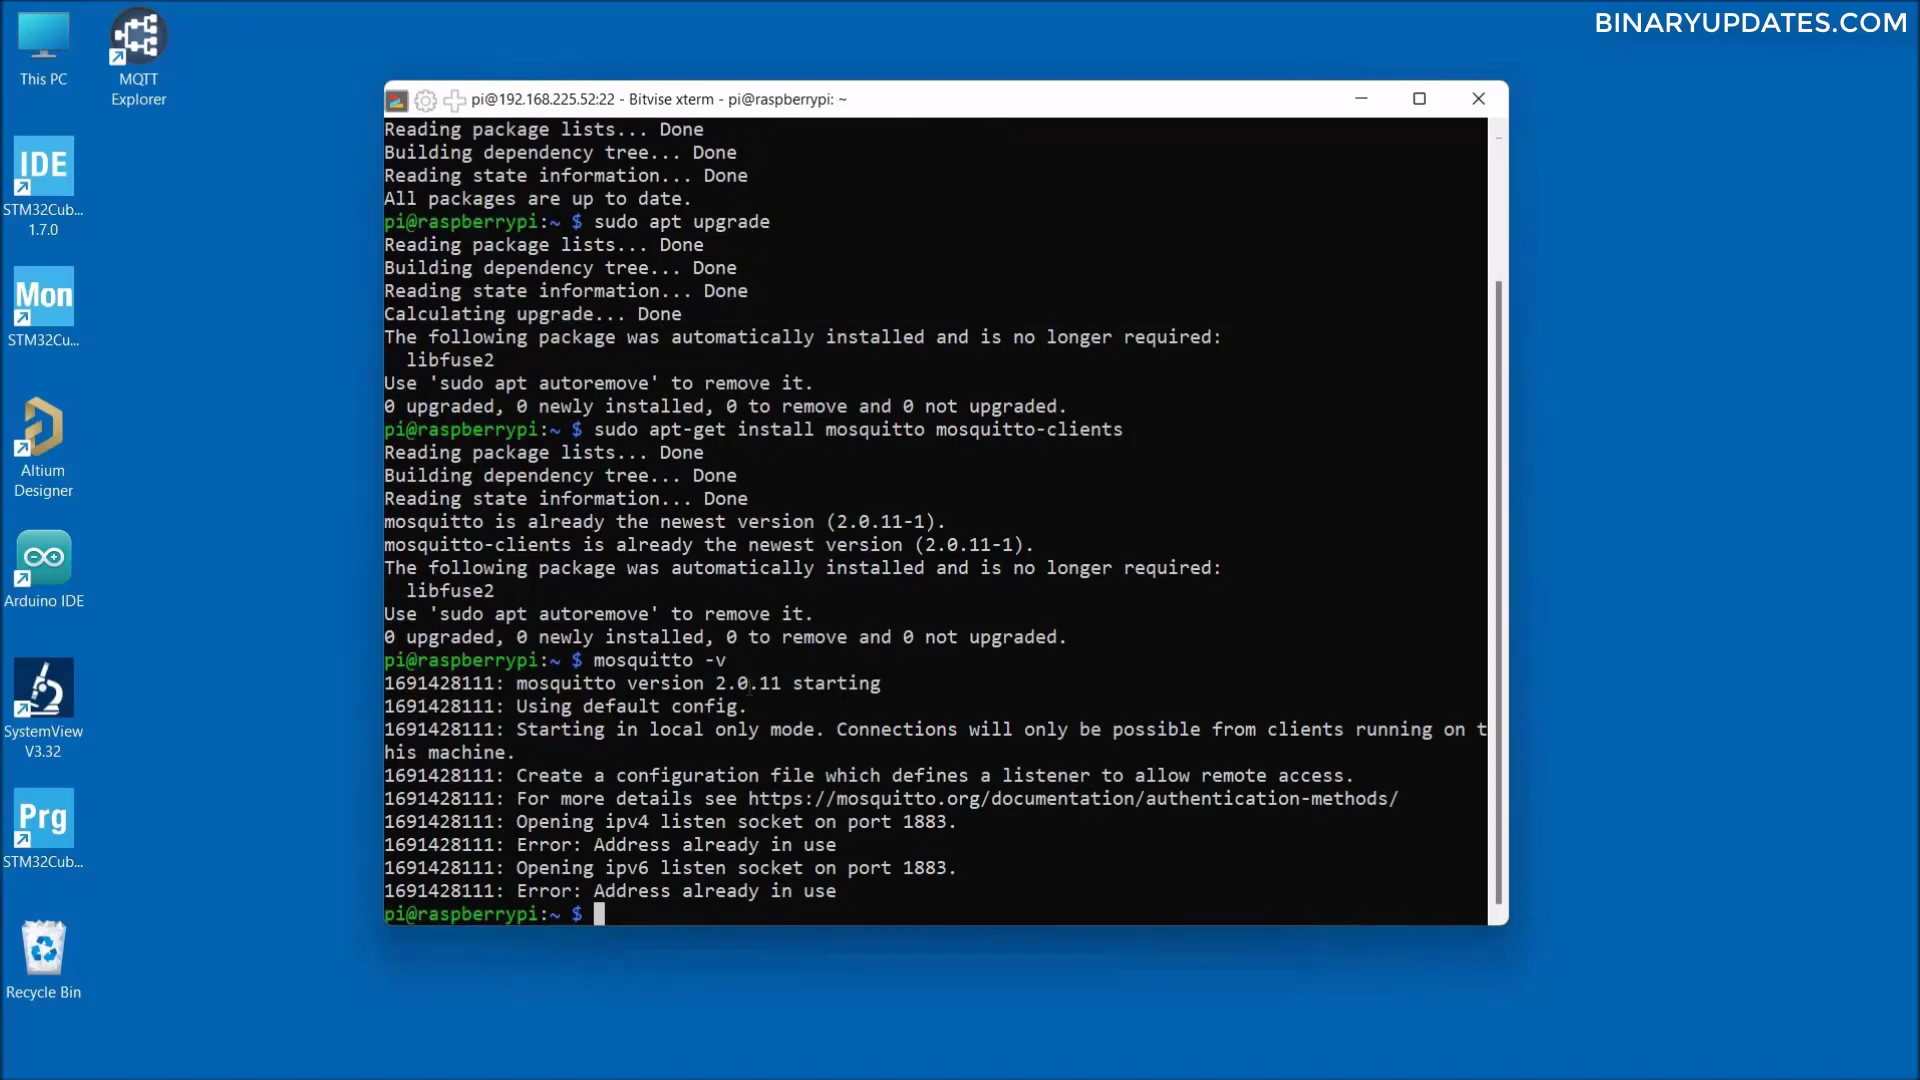 BINARYUPDATES.COM
This PC
MQTT
Explorer
IDE
STM32Cub...
1.7.0
Mon
STM32Cu...
Altium
Designer
Arduino IDE
SystemView
V3.32
Prg
STM32Cub...
Recycle Bin
pi@192.168.225.52:22 - Bitvise xterm - pi@raspberrypi: ~
Reading package lists... Done
Building dependency tree... Done
Reading state information... Done
All packages are up to date.
pi@raspberrypi:~ $ sudo apt upgrade
Reading package lists... Done
Building dependency tree... Done
Reading state information... Done
Calculating upgrade... Done
The following package was automatically installed and is no longer required:
  libfuse2
Use 'sudo apt autoremove' to remove it.
0 upgraded, 0 newly installed, 0 to remove and 0 not upgraded.
pi@raspberrypi:~ $ sudo apt-get install mosquitto mosquitto-clients
Reading package lists... Done
Building dependency tree... Done
Reading state information... Done
mosquitto is already the newest version (2.0.11-1).
mosquitto-clients is already the newest version (2.0.11-1).
The following package was automatically installed and is no longer required:
  libfuse2
Use 'sudo apt autoremove' to remove it.
0 upgraded, 0 newly installed, 0 to remove and 0 not upgraded.
pi@raspberrypi:~ $ mosquitto -v
1691428111: mosquitto version 2.0.11 starting
1691428111: Using default config.
1691428111: Starting in local only mode. Connections will only be possible from clients running on t
his machine.
1691428111: Create a configuration file which defines a listener to allow remote access.
1691428111: For more details see https://mosquitto.org/documentation/authentication-methods/
1691428111: Opening ipv4 listen socket on port 1883.
1691428111: Error: Address already in use
1691428111: Opening ipv6 listen socket on port 1883.
1691428111: Error: Address already in use
pi@raspberrypi:~ $